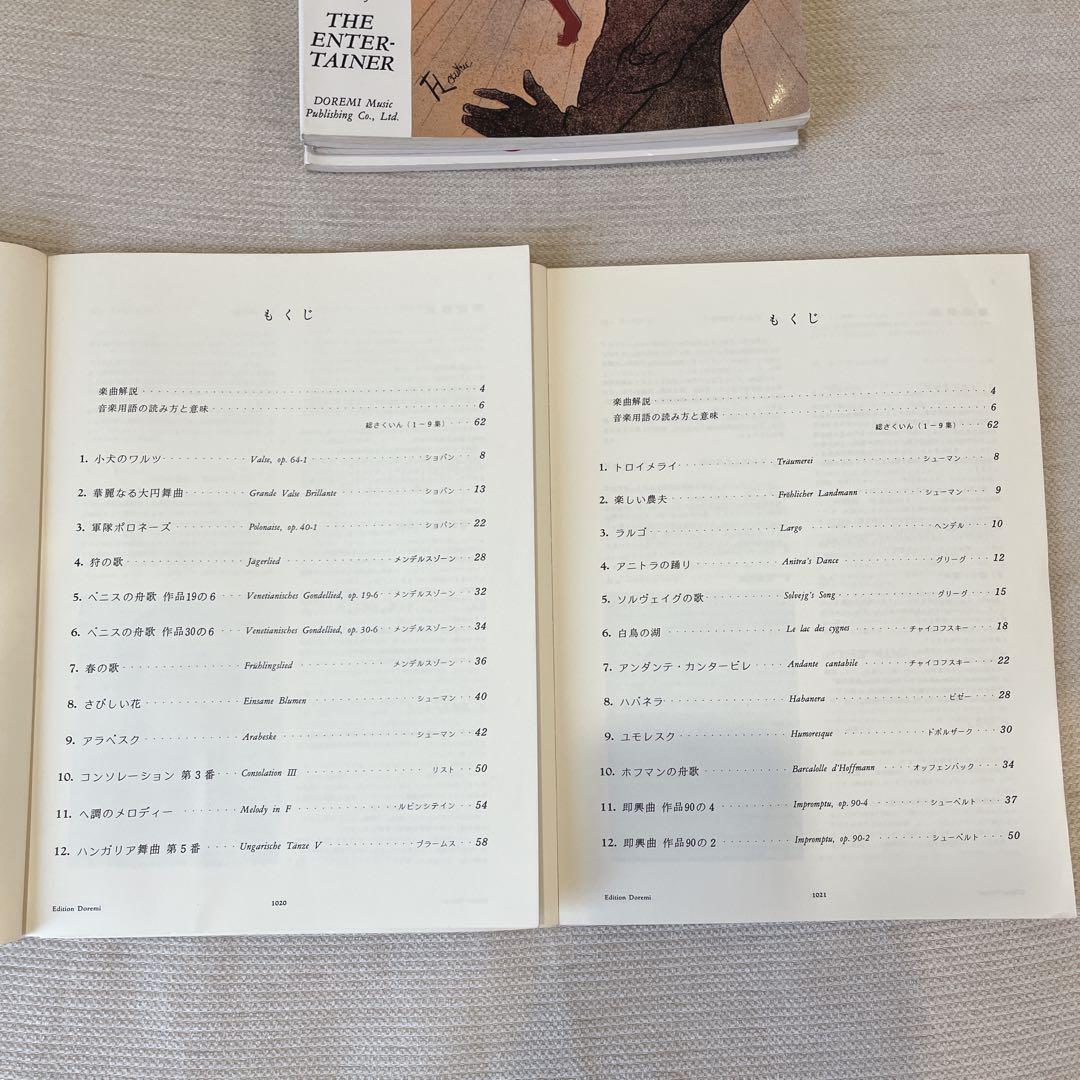 THE
ENTER-
TAINER
DOREMI Music
Publishing Co., Ltd.
もくじ
楽曲解説 4
音楽用語の読み方と意味 6
総さくいん(1〜9集) 62
1. 小犬のワルツ Valse, op. 64-1 ショパン 8
2. 華麗なる大円舞曲 Grande Valse Brillante ショパン 13
3. 軍隊ポロネーズ Polonaise, op. 40-1 ショパン 22
4. 狩の歌 Jägerlied メンデルスゾーン 28
5. ベニスの舟歌 作品19の6 Venetianisches Gondellied, op. 19-6 メンデルスゾーン 32
6. ベニスの舟歌 作品30の6 Venetianisches Gondellied, op. 30-6 メンデルスゾーン 34
7. 春の歌 Frühlingslied メンデルスゾーン 36
8. さびしい花 Einsame Blumen シューマン 40
9. アラベスク Arabeske シューマン 42
10. コンソレーション 第3番 Consolation III リスト 50
11. ヘ調のメロディー Melody in F ルビンシテイン 54
12. ハンガリア舞曲 第5番 Ungarische Tänze V ブラームス 58
Edition Doremi
1020
もくじ
楽曲解説 4
音楽用語の読み方と意味 6
総さくいん(1〜9集) 62
1. トロイメライ Träumerei シューマン 8
2. 楽しい農夫 Fröhlicher Landmann シューマン 9
3. ラルゴ Largo ヘンデル 10
4. アニトラの踊り Anitra's Dance グリーグ 12
5. ソルヴェイグの歌 Solvejg's Song グリーグ 15
6. 白鳥の湖 Le lac des cygnes チャイコフスキー 18
7. アンダンテ・カンタービレ Andante cantabile チャイコフスキー 22
8. ハバネラ Habanera ビゼー 28
9. ユモレスク Humoresque ドボルザーク 30
10. ホフマンの舟歌 Barcalolle d'Hoffmann オッフェンバック 34
11. 即興曲 作品90の4 Impromptu, op. 90-4 シューベルト 37
12. 即興曲 作品90の2 Impromptu, op. 90-2 シューベルト 50
Edition Doremi
1021